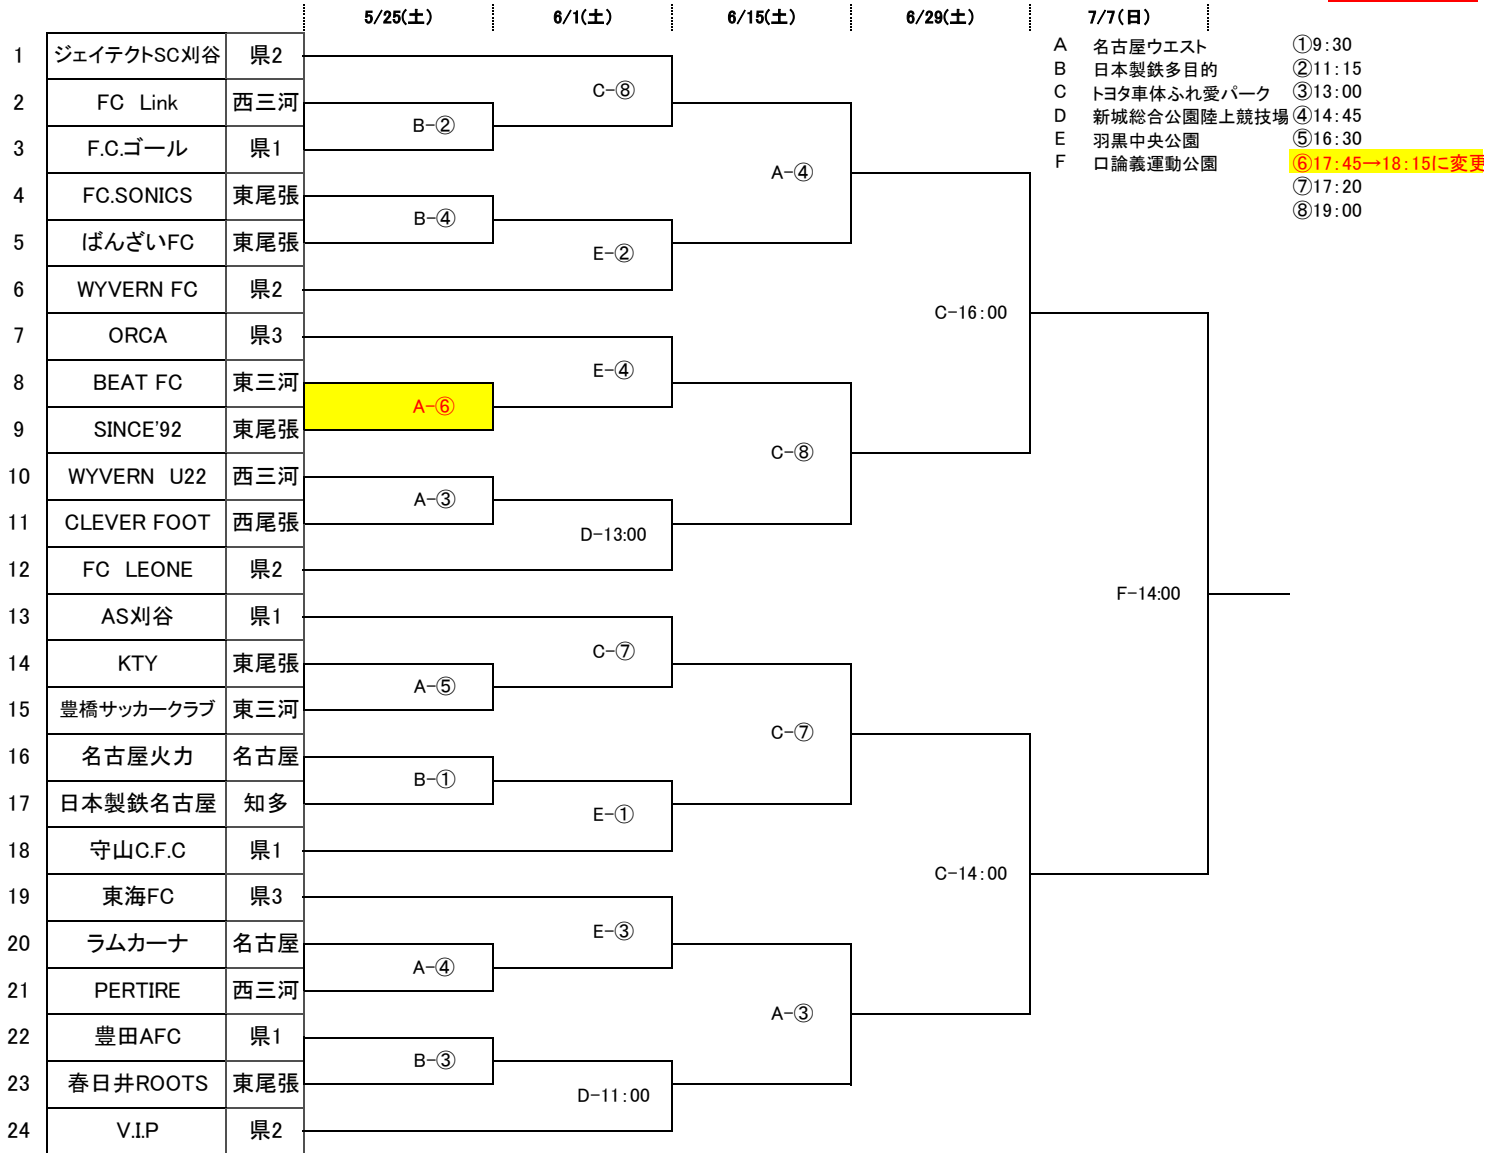 5/25(土) 6/1(土) 6/15(土) 6/29(土) 7/7(日)
A 名古屋ウエスト ①9:30
B 日本製鉄多目的 ②11:15
C トヨタ車体ふれ愛パーク ③13:00
D 新城総合公園陸上競技場 ④14:45
E 羽黒中央公園 ⑤16:30
F 口論義運動公園 ⑥17:45→18:15に変更
⑦17:20
⑧19:00
1 ジェイテクトSC刈谷 県2
C-⑧
2 FC Link 西三河
B-②
3 F.C.ゴール 県1
A-④
4 FC.SONICS 東尾張
B-④
5 ばんざいFC 東尾張
E-②
6 WYVERN FC 県2
C-16:00
7 ORCA 県3
E-④
8 BEAT FC 東三河
A-⑥
9 SINCE'92 東尾張
C-⑧
10 WYVERN U22 西三河
A-③
11 CLEVER FOOT 西尾張
D-13:00
12 FC LEONE 県2
F-14:00
13 AS刈谷 県1
C-⑦
14 KTY 東尾張
A-⑤
15 豊橋サッカークラブ 東三河
C-⑦
16 名古屋火力 名古屋
B-①
17 日本製鉄名古屋 知多
E-①
18 守山C.F.C 県1
C-14:00
19 東海FC 県3
E-③
20 ラムカーナ 名古屋
A-④
21 PERTIRE 西三河
A-③
22 豊田AFC 県1
B-③
23 春日井ROOTS 東尾張
D-11:00
24 V.I.P 県2